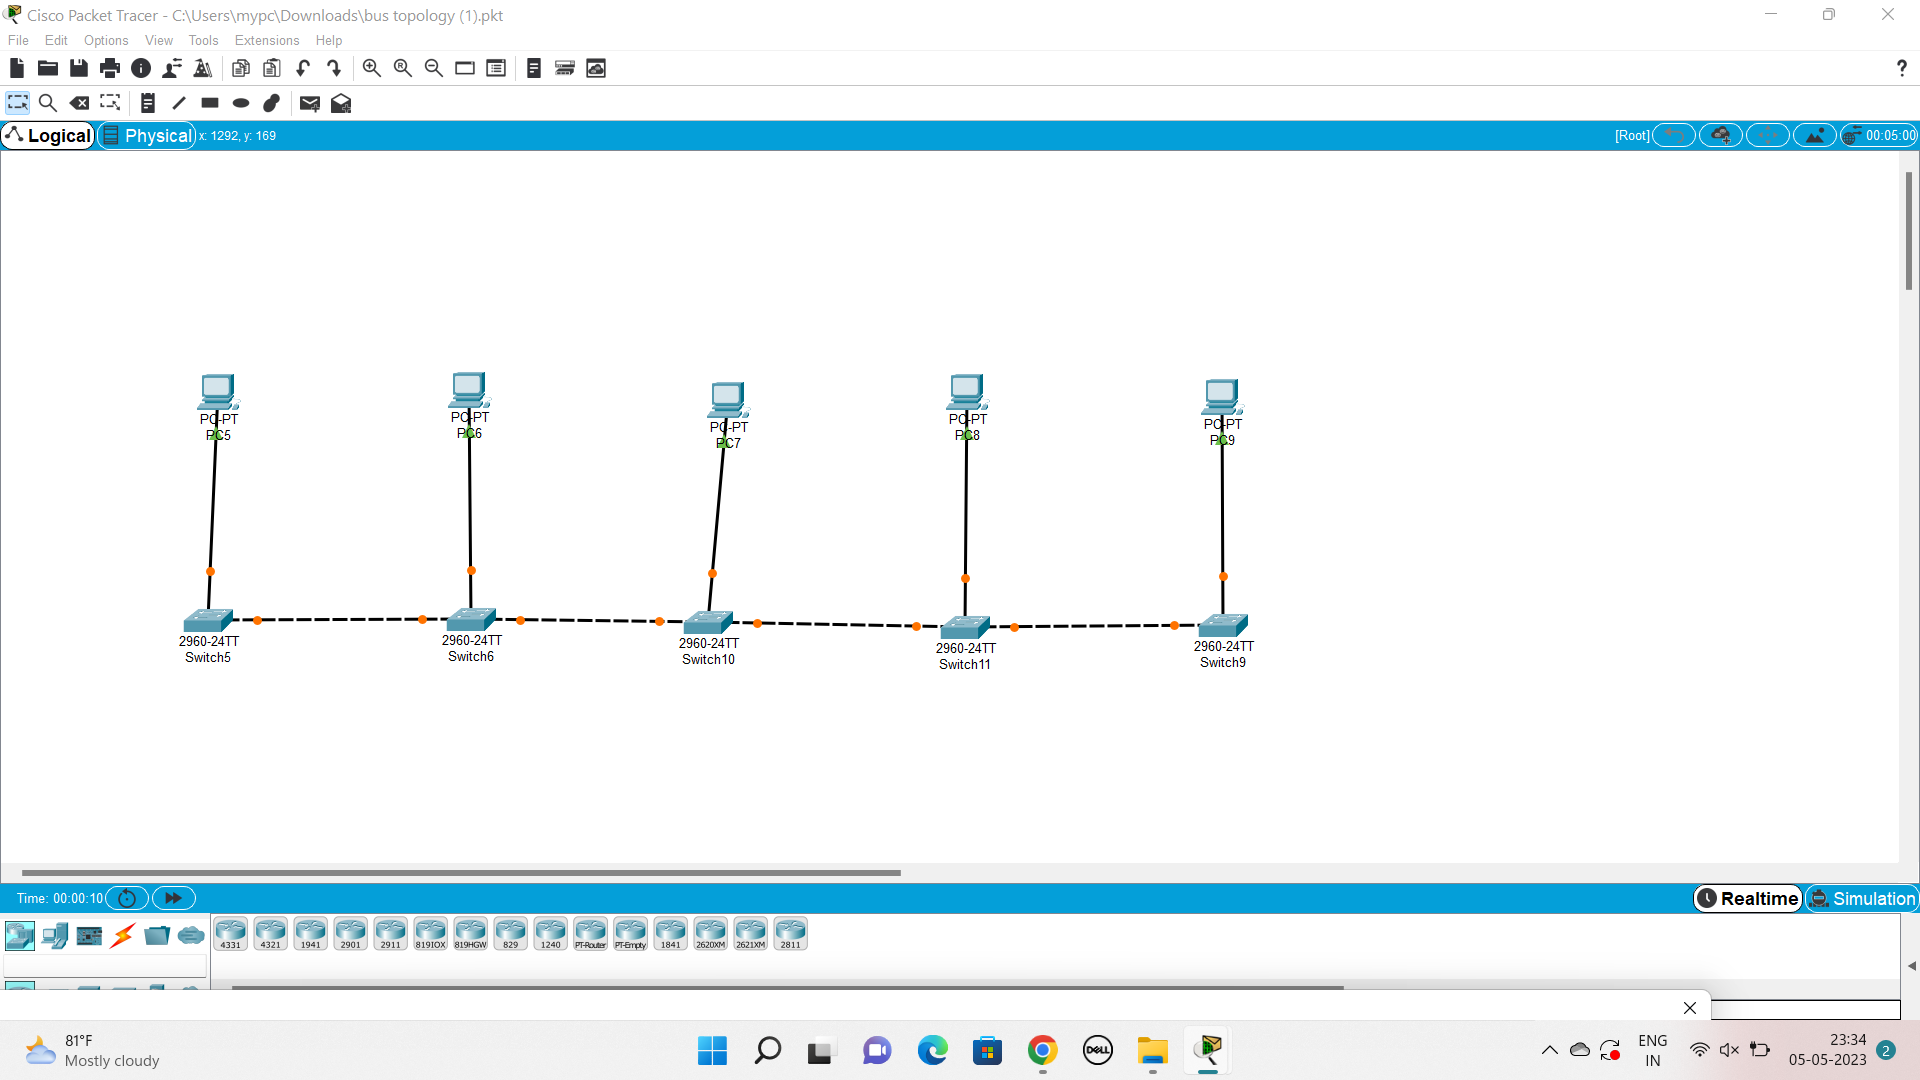 Cisco Packet Tracer - C:\Users\mypc\Downloads\bus topology (1).pkt
File Edit Options View Tools Extensions Help
?
Logical Physical x: 1292, y: 169 [Root] 00:05:00
PC-PT
PC5
PC-PT
PC6
PC-PT
PC7
PC-PT
PC8
PC-PT
PC9
2960-24TT
Switch5
2960-24TT
Switch6
2960-24TT
Switch10
2960-24TT
Switch11
2960-24TT
Switch9
Time: 00:00:10 Realtime Simulation
4331 4321 1941 2901 2911 819IOX 819HGW 829 1240 PT-Router PT-Empty 1841 2620XM 2621XM 2811
81°F
Mostly cloudy
DELL
ENG
IN
23:34
05-05-2023
2